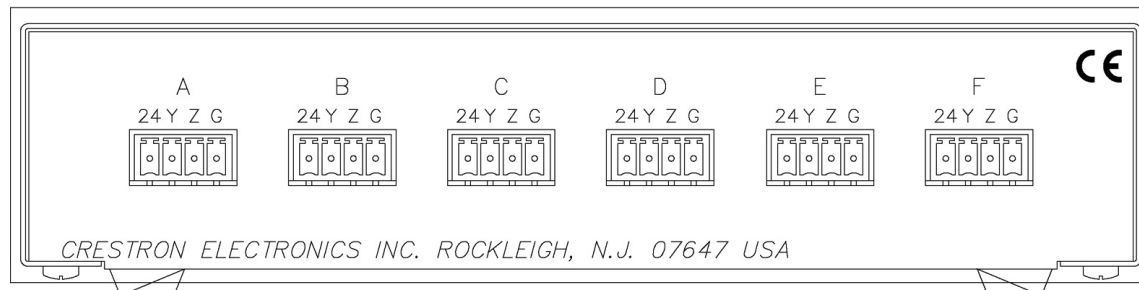 A B C D E F
24 Y Z G 24 Y Z G 24 Y Z G 24 Y Z G 24 Y Z G 24 Y Z G
CE
CRESTRON ELECTRONICS INC. ROCKLEIGH, N.J. 07647 USA